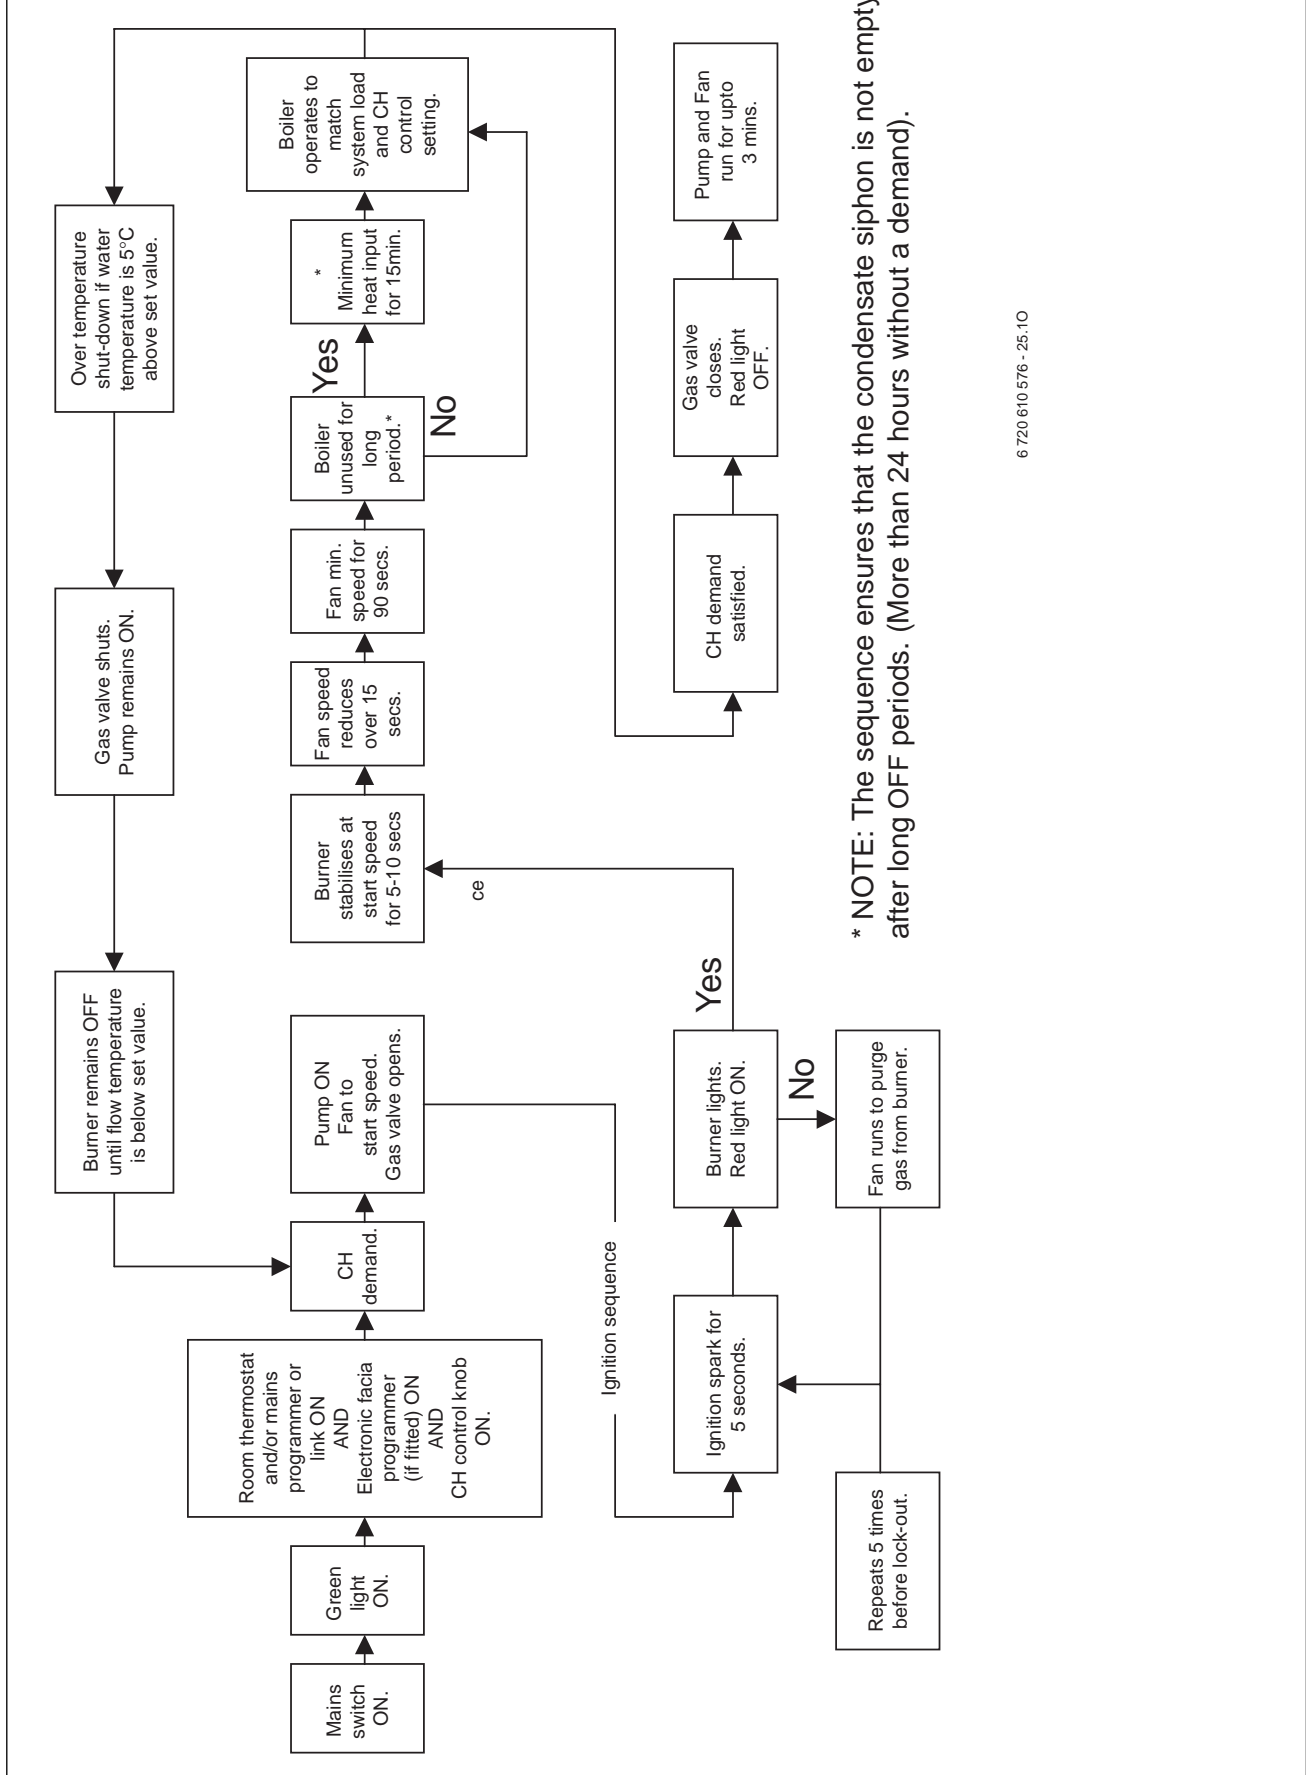 Over temperature
shut-down if water
temperature is 5°C
above set value.
Gas valve shuts.
Pump remains ON.
Burner remains OFF
until flow temperature
is below set value.
Mains
switch
ON.
Green
light
ON.
Room thermostat
and/or mains
programmer or
link ON
AND
Electronic facia
programmer
(if fitted) ON
AND
CH control knob
ON.
CH
demand.
Pump ON
Fan to
start speed.
Gas valve opens.
Burner
stabilises at
start speed
for 5-10 secs
Fan speed
reduces
over 15
secs.
Fan min.
speed for
90 secs.
Boiler
unused for
long
period.*
Yes
No
*
Minimum
heat input
for 15min.
Boiler
operates to
match
system load
and CH
control
setting.
ce
Ignition sequence
Ignition spark for
5 seconds.
Burner lights.
Red light ON.
Yes
No
Fan runs to purge
gas from burner.
Repeats 5 times
before lock-out.
CH demand
satisfied.
Gas valve
closes.
Red light
OFF.
Pump and Fan
run for upto
3 mins.
* NOTE: The sequence ensures that the condensate siphon is not empty
after long OFF periods. (More than 24 hours without a demand).
6 720 610 576 - 25.1O